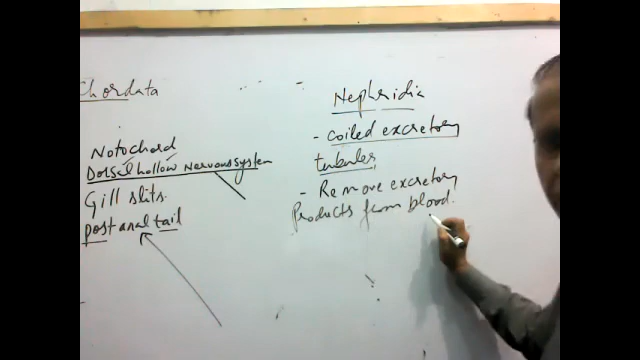 Chordata
Notochord
Dorsal hollow Nervous system
Gill slits.
post anal tail
Nephridia
- Coiled excretory
tubules,
- Remove excretory
Products from blood.